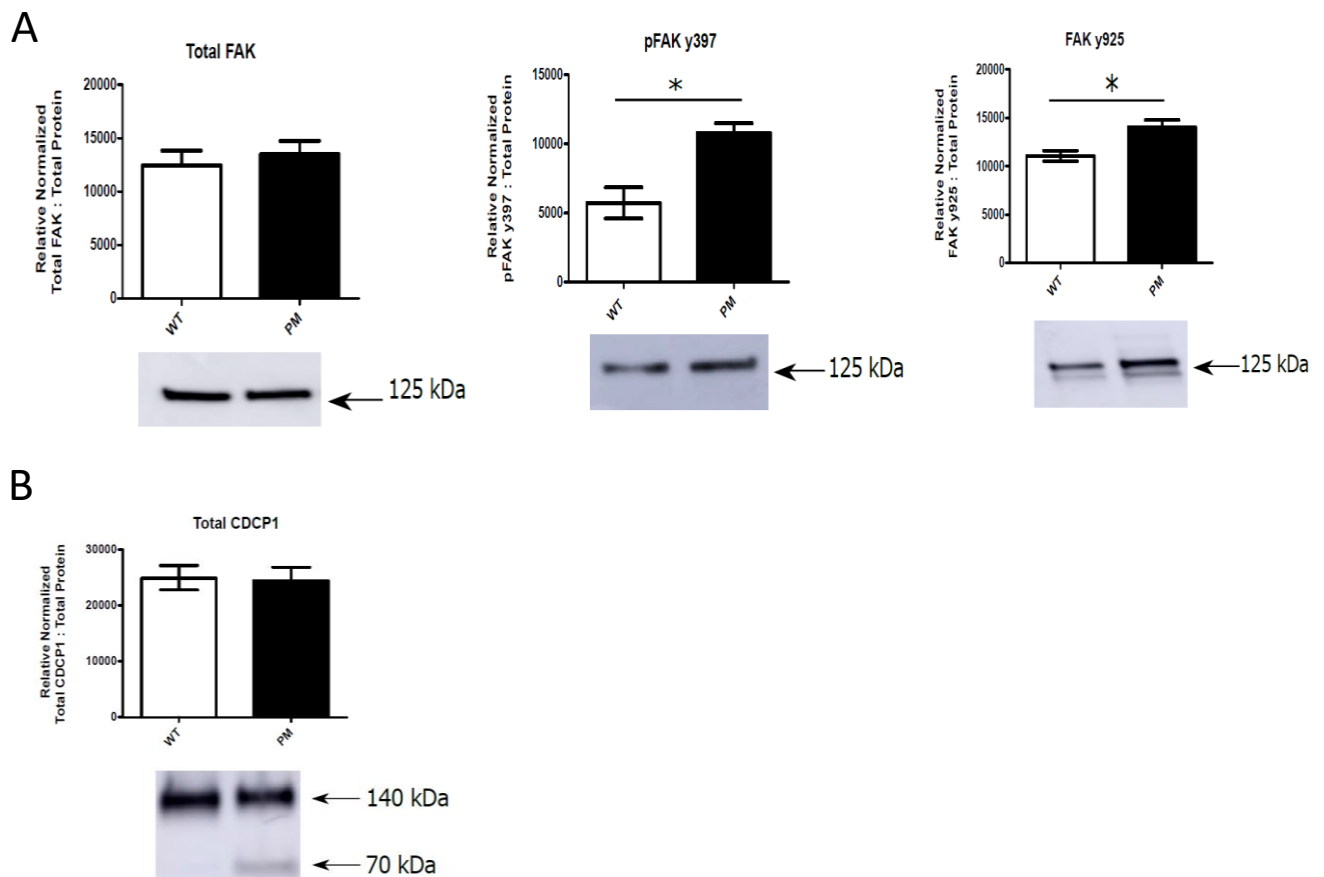 A
Total FAK
Relative Normalized
Total FAK : Total Protein
20000
15000
10000
5000
0
WT
PM
125 kDa
pFAK y397
Relative Normalized
pFAK y397 : Total Protein
15000
10000
5000
0
*
WT
PM
125 kDa
FAK y925
Relative Normalized
FAK y925 : Total Protein
20000
15000
10000
5000
0
*
WT
PM
125 kDa
B
Total CDCP1
Relative Normalized
Total CDCP1 : Total Protein
30000
20000
10000
0
WT
PM
140 kDa
70 kDa